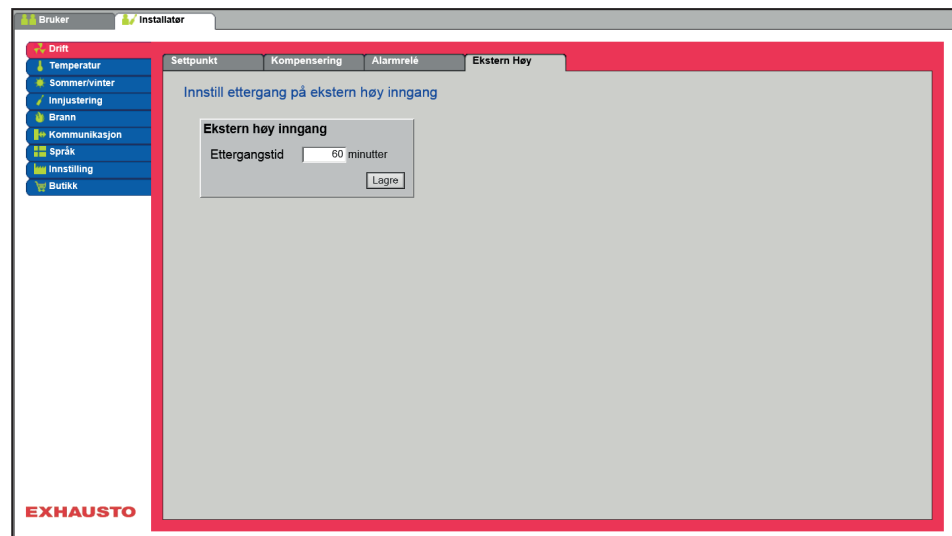 Bruker
Installatør
Drift
Temperatur
Sommer/vinter
Innjustering
Brann
Kommunikasjon
Språk
Innstilling
Butikk
Settpunkt
Kompensering
Alarmrelé
Ekstern Høy
Innstill ettergang på ekstern høy inngang
Ekstern høy inngang
Ettergangstid 60 minutter
Lagre
EXHAUSTO